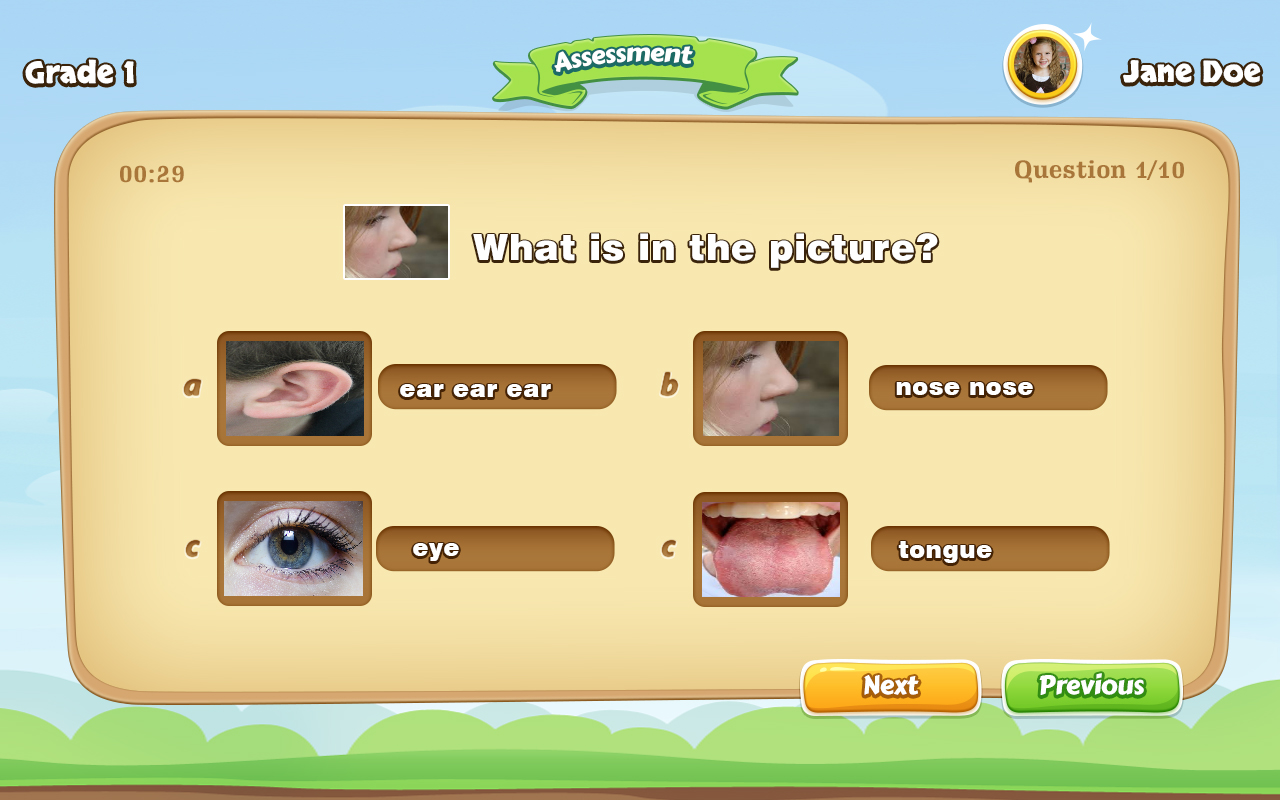 Grade 1
Assessment
Jane Doe
00:29
Question 1/10
What is in the picture?
a
ear ear ear
b
nose nose
c
eye
c
tongue
Next
Previous